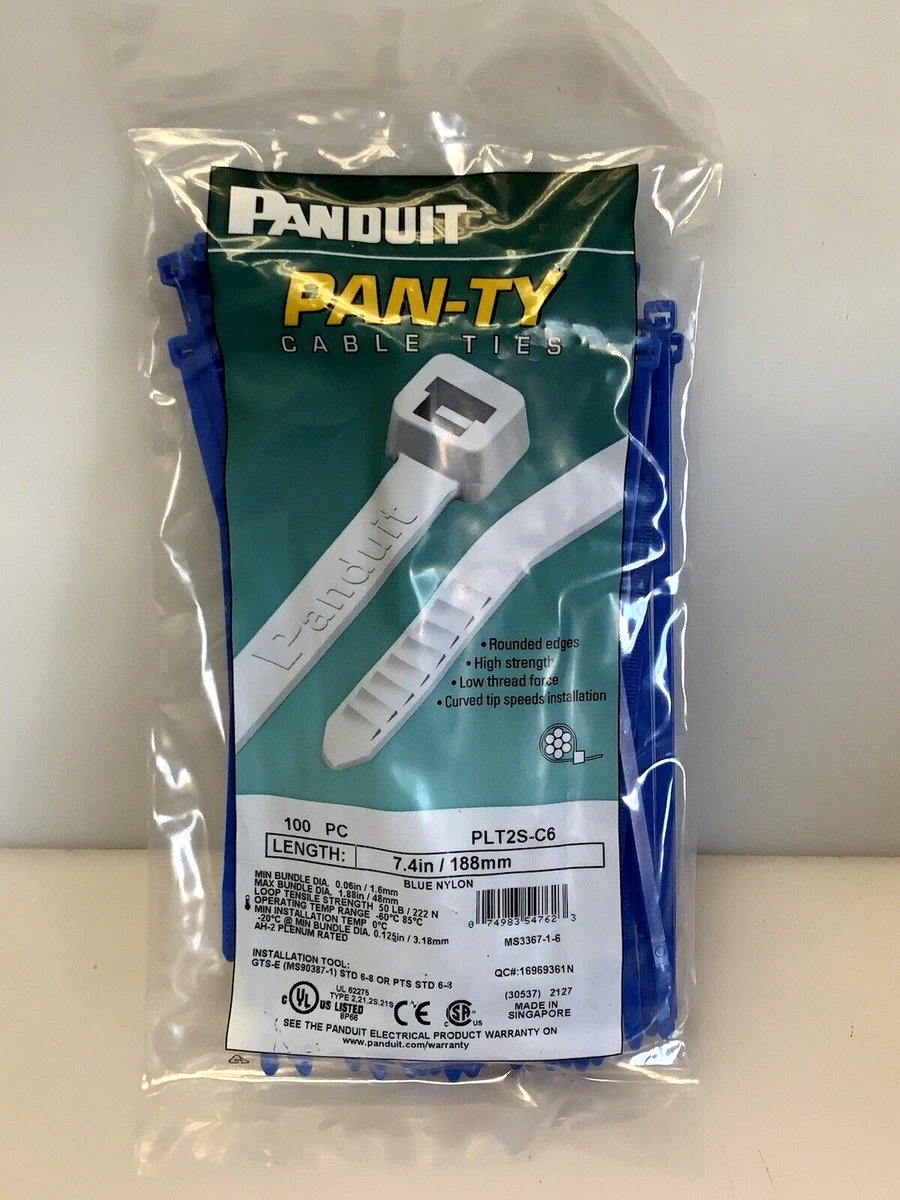 PANDUIT
PAN-TY
CABLE TIES
Panduit
• Rounded edges
• High strength
• Low thread force
• Curved tip speeds installation
100 PC PLT2S-C6
LENGTH: 7.4in / 188mm
BLUE NYLON
MIN BUNDLE DIA. 0.06in / 1.6mm
MAX BUNDLE DIA. 1.88in / 48mm
LOOP TENSILE STRENGTH 50 LB / 222 N
OPERATING TEMP RANGE -60°C 85°C
MIN INSTALLATION TEMP 0°C
-20°C @ MIN BUNDLE DIA. 0.125in / 3.18mm
AH-2 PLENUM RATED
0 74983 54762 3
MS3367-1-6
INSTALLATION TOOL:
GTS-E (MS90387-1) STD 6-8 OR PTS STD 6-8
QC#:16969361N
(30537) 2127
MADE IN
SINGAPORE
UL 62275
TYPE 2,21,2S,21S
C UL US LISTED
8P66
CE
C SA US
SEE THE PANDUIT ELECTRICAL PRODUCT WARRANTY ON
www.panduit.com/warranty